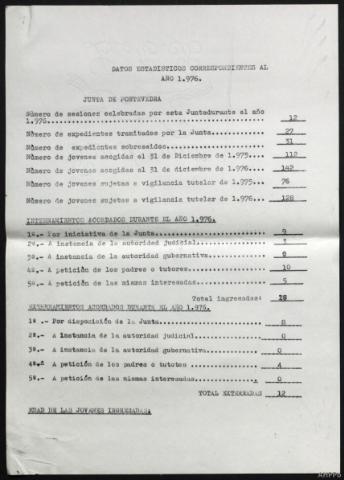 DATOS ESTADISTICOS CORRESPONDIENTES AL
AÑO 1.976.
JUNTA DE PONTEVEDRA
Número de sesiones celebradas por esta Juntadurante el año
1.976.......................................... 12
Número de expedientes tramitados por la Junta.... 27
Número de expedientes sobreseidos................ 31
Número de jovenes acogidas al 31 de Diciembre de 1.975.... 112
Número de jovenes acogidas al 31 de diciembre de 1.976.... 142
Número de jovenes sujetas a vigilancia tutelar de 1.975... 76
Número de jovenes sujetas a vigilancia tutelar de 1.976... 128
INTERNAMIENTOS ACORDADOS DURANTE EL AÑO 1.976.
1º.- Por iniciativa de la Junta........................ 9
2º.- A instancia de la autoridad judicial..............
3º.- A instancia de la autoridad gubernativa...........
4º.- A petición de los padres o tutores................ 10
5º.- A petición de las mismas interesadas.............. 5
Total ingresadas:
EXTERNAMIENTOS ACORDADOS DURANTE EL AÑO 1.976.
1º .- Por disposición de la Junta...................... 8
2º.- A instancia de la autoridad judicial.............. 0
3º.- A instancia de la autoridad gubernativa........... 0
4º.- A petición de los padres o tutotes................ 4
5º.- A petición de las mismas interesadas............. 0
TOTAL EXTERNADAS 12
EDAD DE LAS JOVENES INGRESADAS:
AHPPO